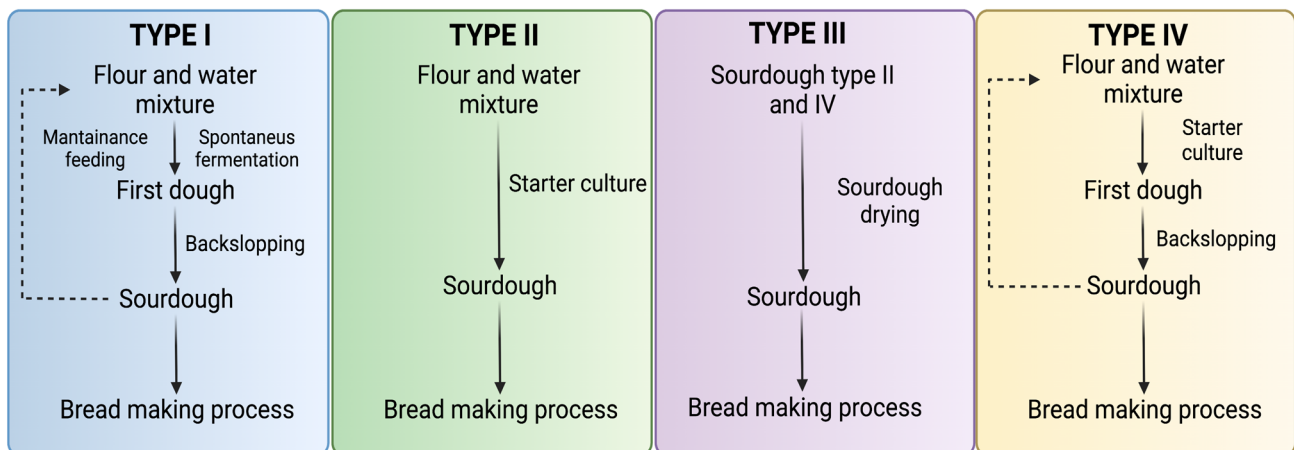 TYPE I
Flour and water
mixture
Mantainance
feeding
Spontaneus
fermentation
First dough
Backslopping
Sourdough
Bread making process
TYPE II
Flour and water
mixture
Starter culture
Sourdough
Bread making process
TYPE III
Sourdough type II
and IV
Sourdough
drying
Sourdough
Bread making process
TYPE IV
Flour and water
mixture
Starter
culture
First dough
Backslopping
Sourdough
Bread making process